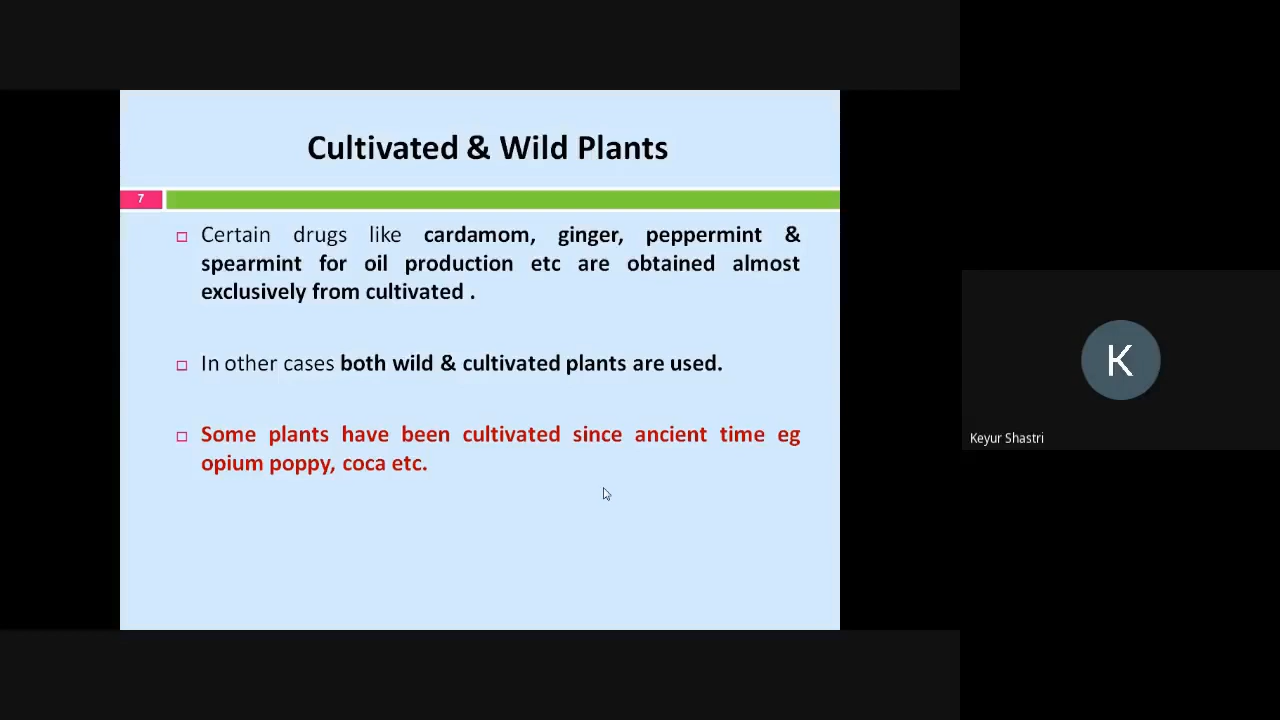 Cultivated & Wild Plants
7
Certain drugs like cardamom, ginger, peppermint &
spearmint for oil production etc are obtained almost
exclusively from cultivated .
In other cases both wild & cultivated plants are used.
Some plants have been cultivated since ancient time eg
opium poppy, coca etc.
K
Keyur Shastri